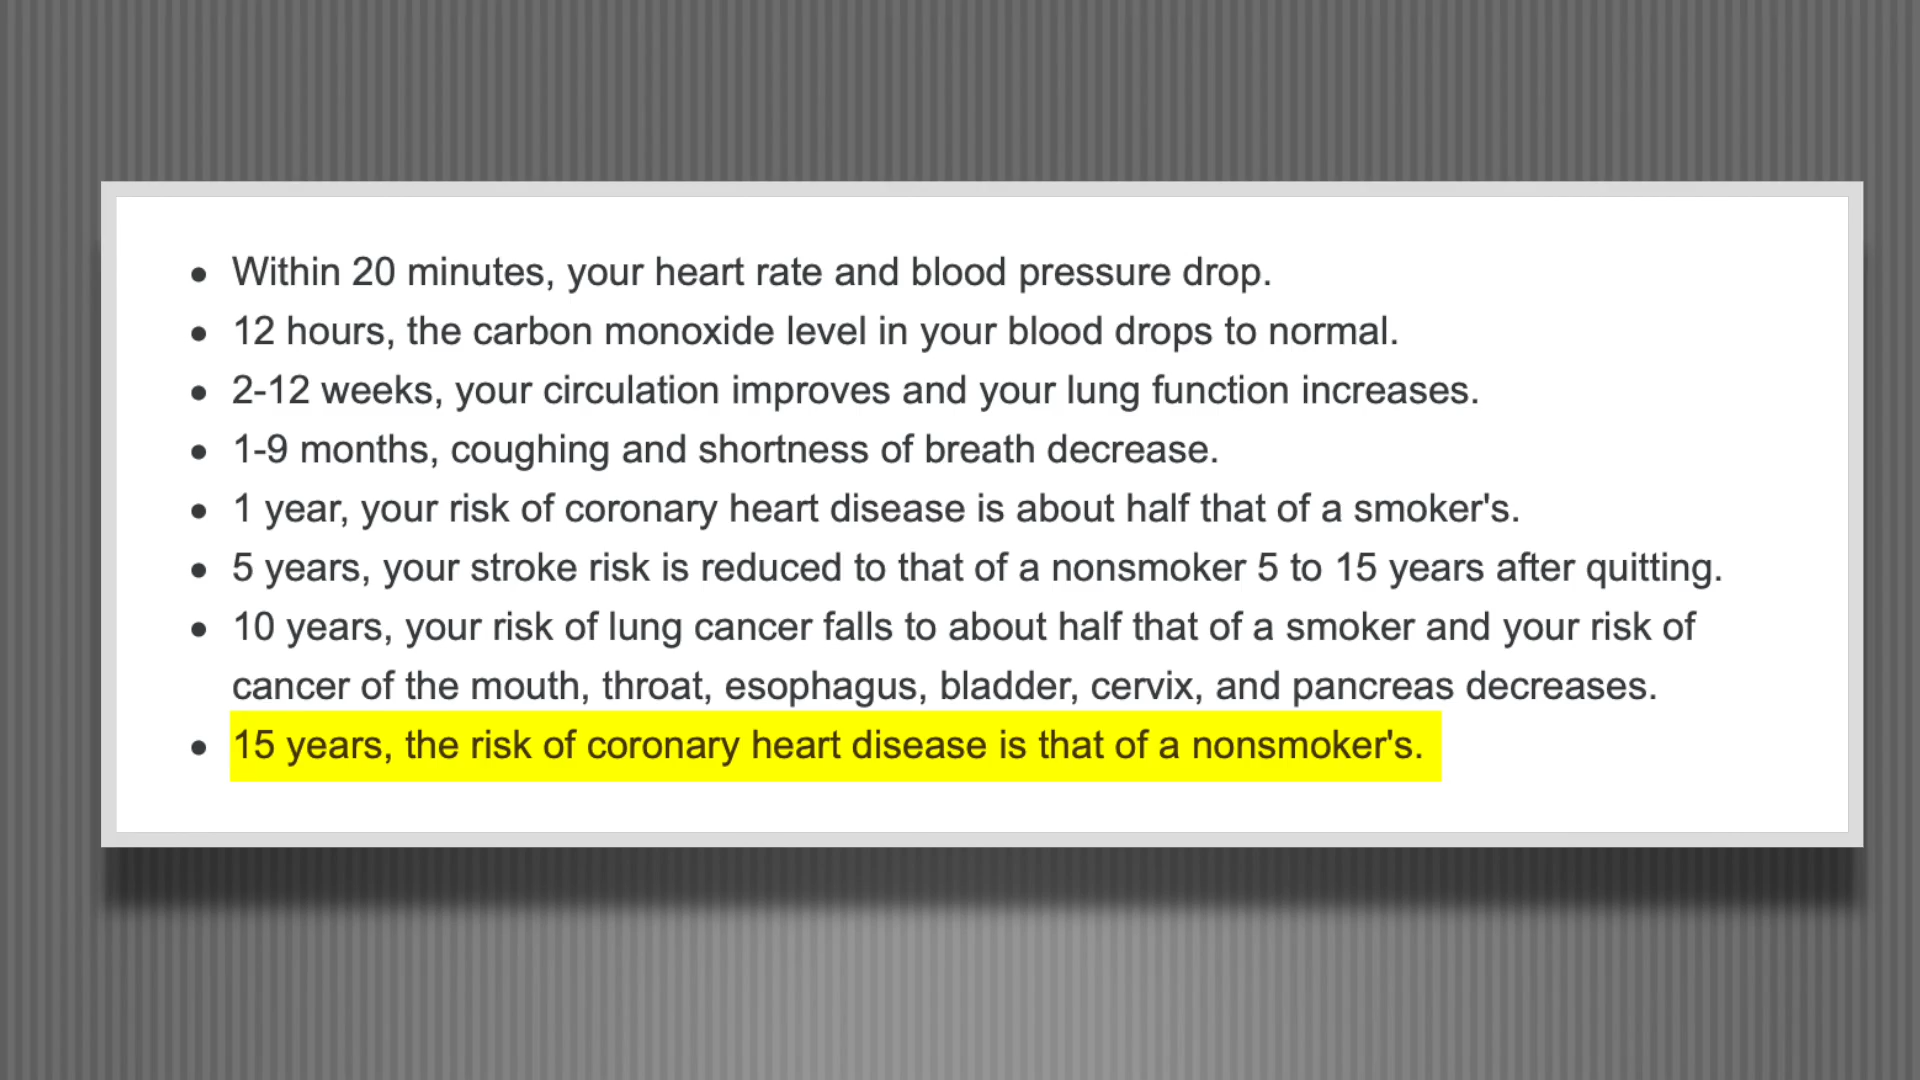 • Within 20 minutes, your heart rate and blood pressure drop.
• 12 hours, the carbon monoxide level in your blood drops to normal.
• 2-12 weeks, your circulation improves and your lung function increases.
• 1-9 months, coughing and shortness of breath decrease.
• 1 year, your risk of coronary heart disease is about half that of a smoker's.
• 5 years, your stroke risk is reduced to that of a nonsmoker 5 to 15 years after quitting.
• 10 years, your risk of lung cancer falls to about half that of a smoker and your risk of
cancer of the mouth, throat, esophagus, bladder, cervix, and pancreas decreases.
• 15 years, the risk of coronary heart disease is that of a nonsmoker's.